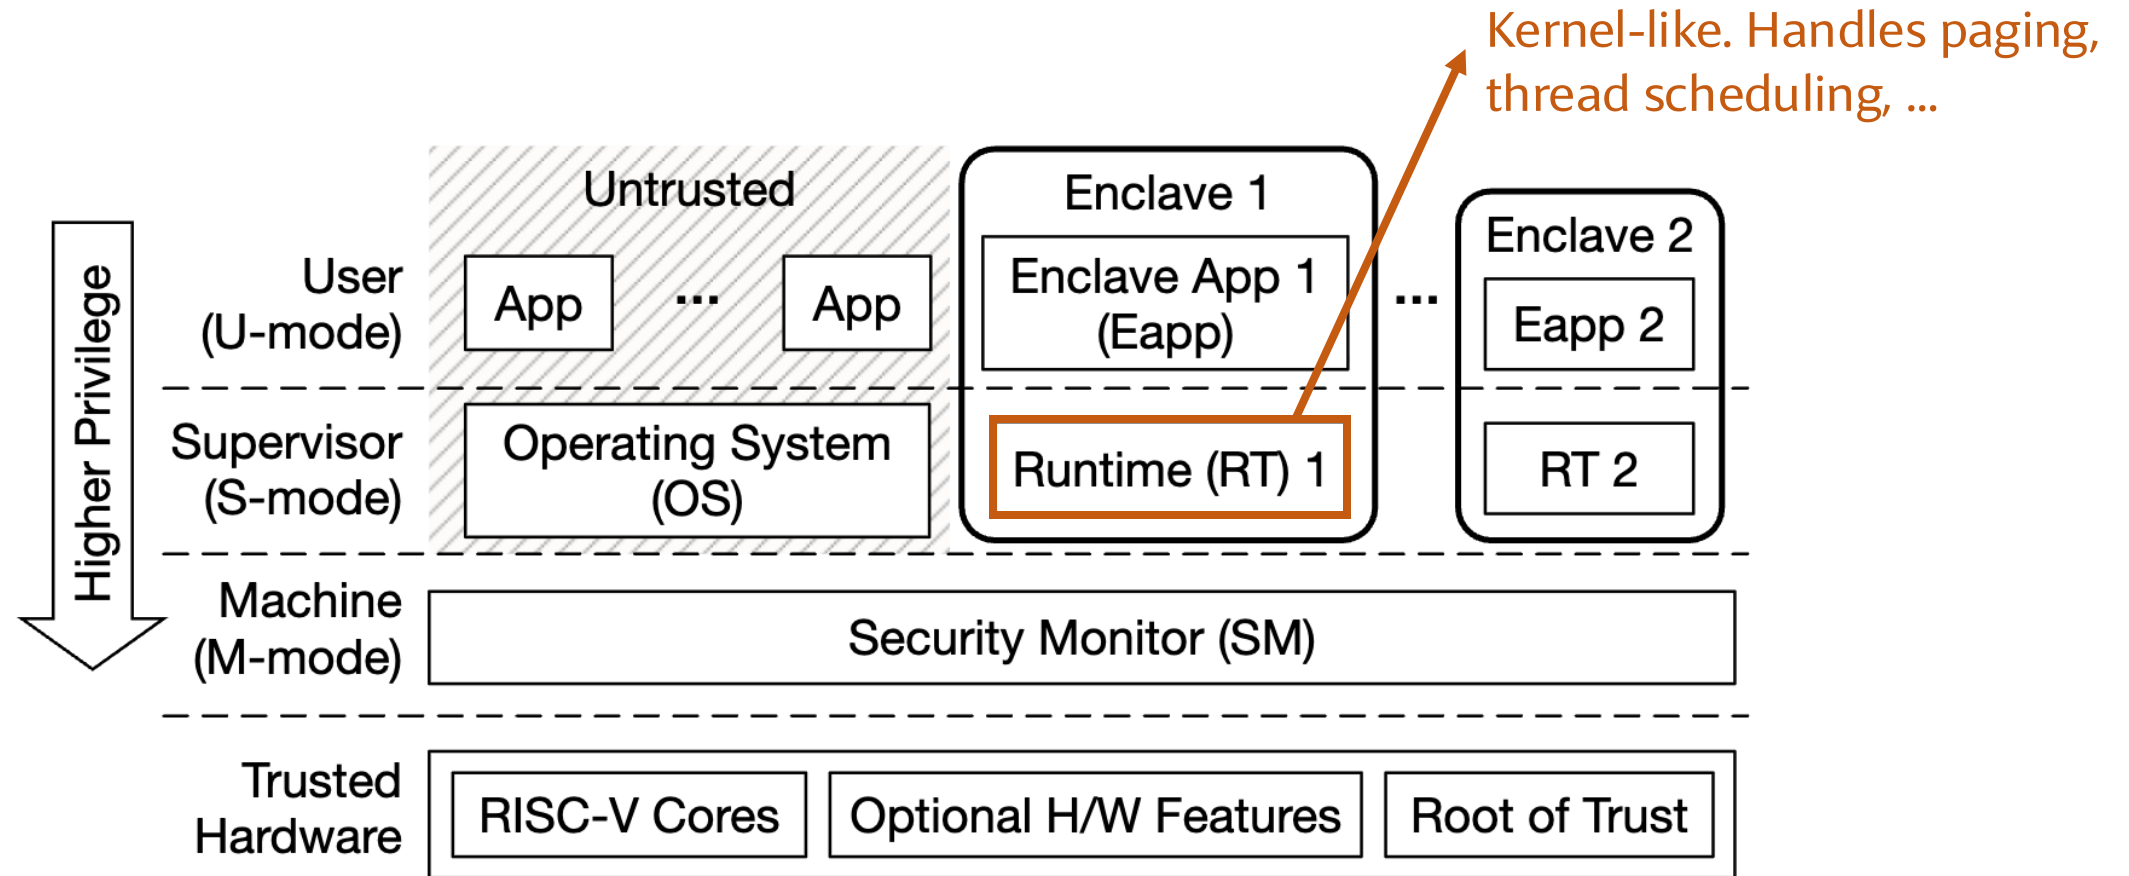 Kernel-like. Handles paging,
thread scheduling, ...
Higher Privilege
User
(U-mode)
Supervisor
(S-mode)
Machine
(M-mode)
Trusted
Hardware
Untrusted
App
...
App
Operating System
(OS)
Enclave 1
Enclave App 1
(Eapp)
Runtime (RT) 1
...
Enclave 2
Eapp 2
RT 2
Security Monitor (SM)
RISC-V Cores
Optional H/W Features
Root of Trust